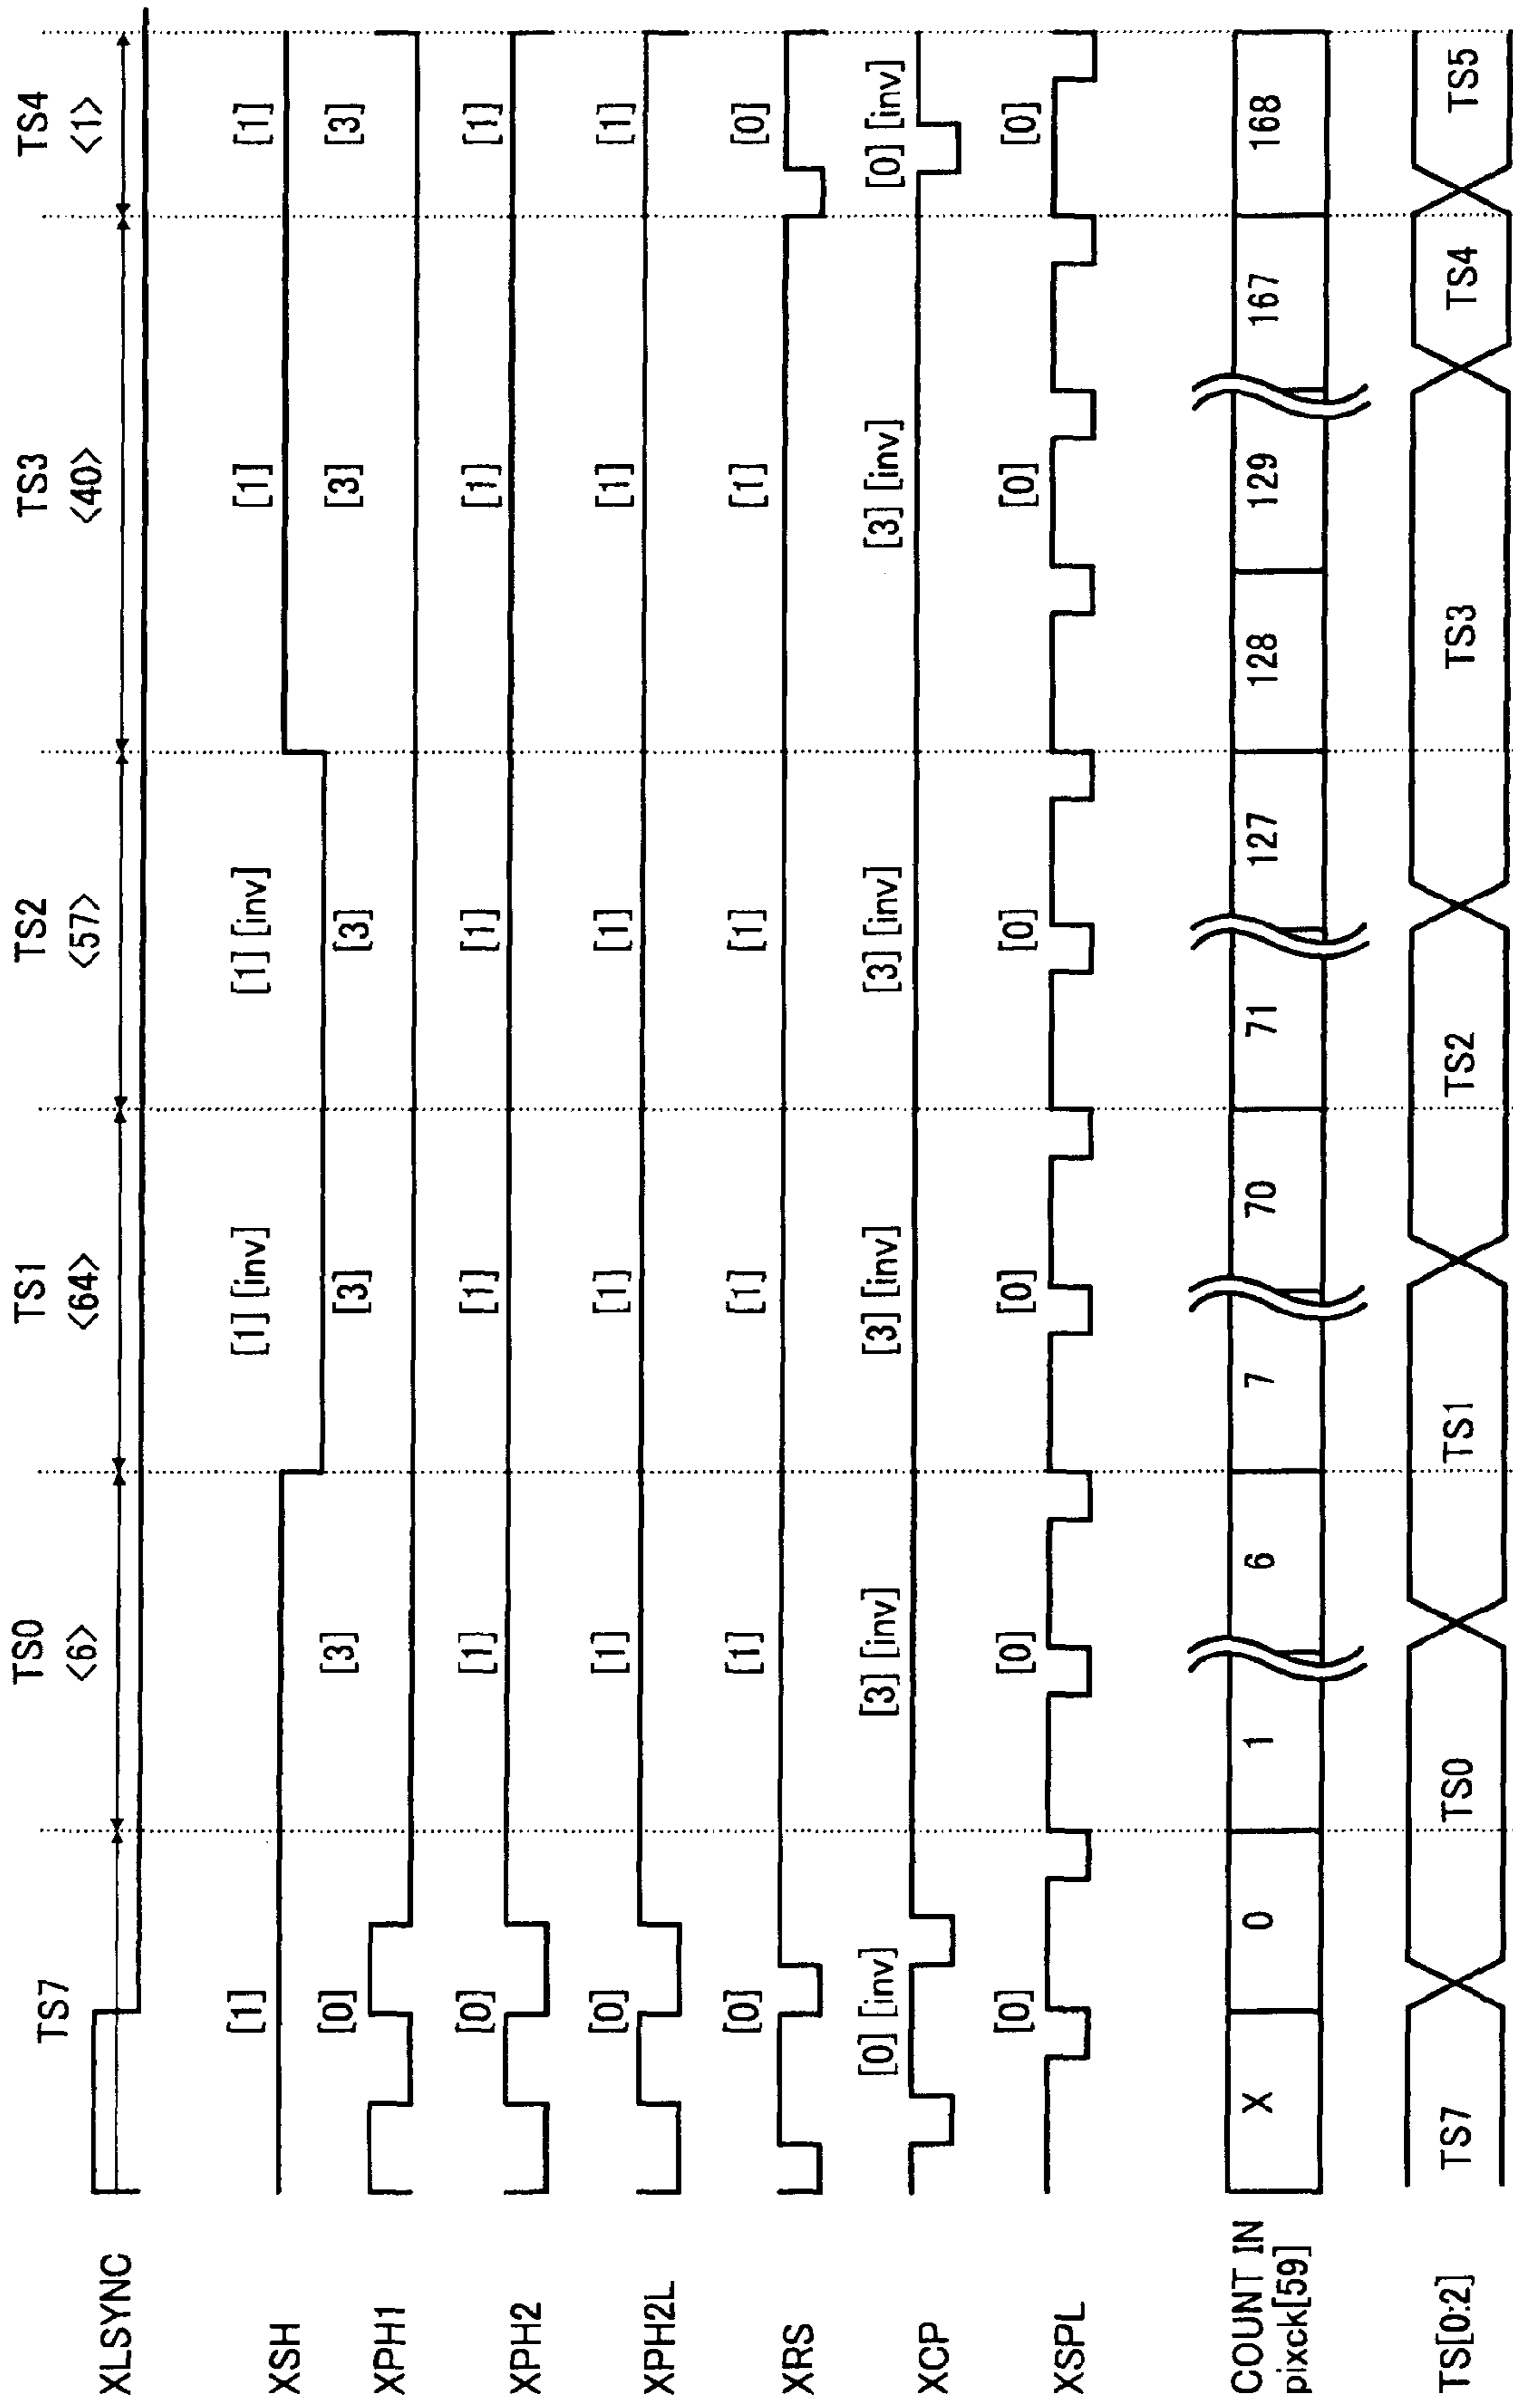 TS7 TS0 TS1 TS2 TS3 TS4
<6> <64> <57> <40> <1>
XLSYNC
XSH [1] [1] [inv] [1] [inv] [1] [1]
XPH1 [0] [3] [3] [3] [3] [3]
XPH2 [0] [1] [1] [1] [1] [1]
XPH2L [0] [1] [1] [1] [1] [1]
XRS [0] [1] [1] [1] [1] [0]
XCP [0] [inv] [3] [inv] [3] [inv] [3] [inv] [3] [inv] [0] [inv]
XSPL [0] [0] [0] [0] [0] [0]
COUNT IN
pixck[59] X 0 1 6 7 70 71 127 128 129 167 168
TS[0:2] TS7 TS0 TS1 TS2 TS3 TS4 TS5